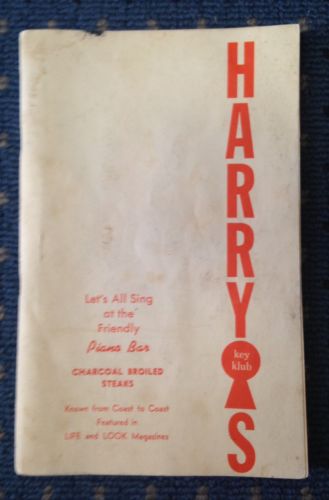 HARRY'S
key
klub
Let's All Sing
at the
Friendly
Piano Bar
CHARCOAL BROILED
STEAKS
Known from Coast to Coast
Featured in
LIFE and LOOK Magazines